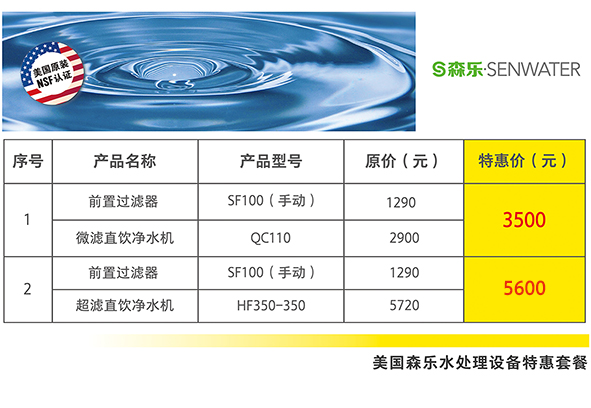 美国原装
NSF认证
森乐·SENWATER
序号 产品名称 产品型号 原价（元） 特惠价（元）
1 前置过滤器 SF100（手动） 1290 3500
微滤直饮净水机 QC110 2900
2 前置过滤器 SF100（手动） 1290 5600
超滤直饮净水机 HF350-350 5720
美国森乐水处理设备特惠套餐